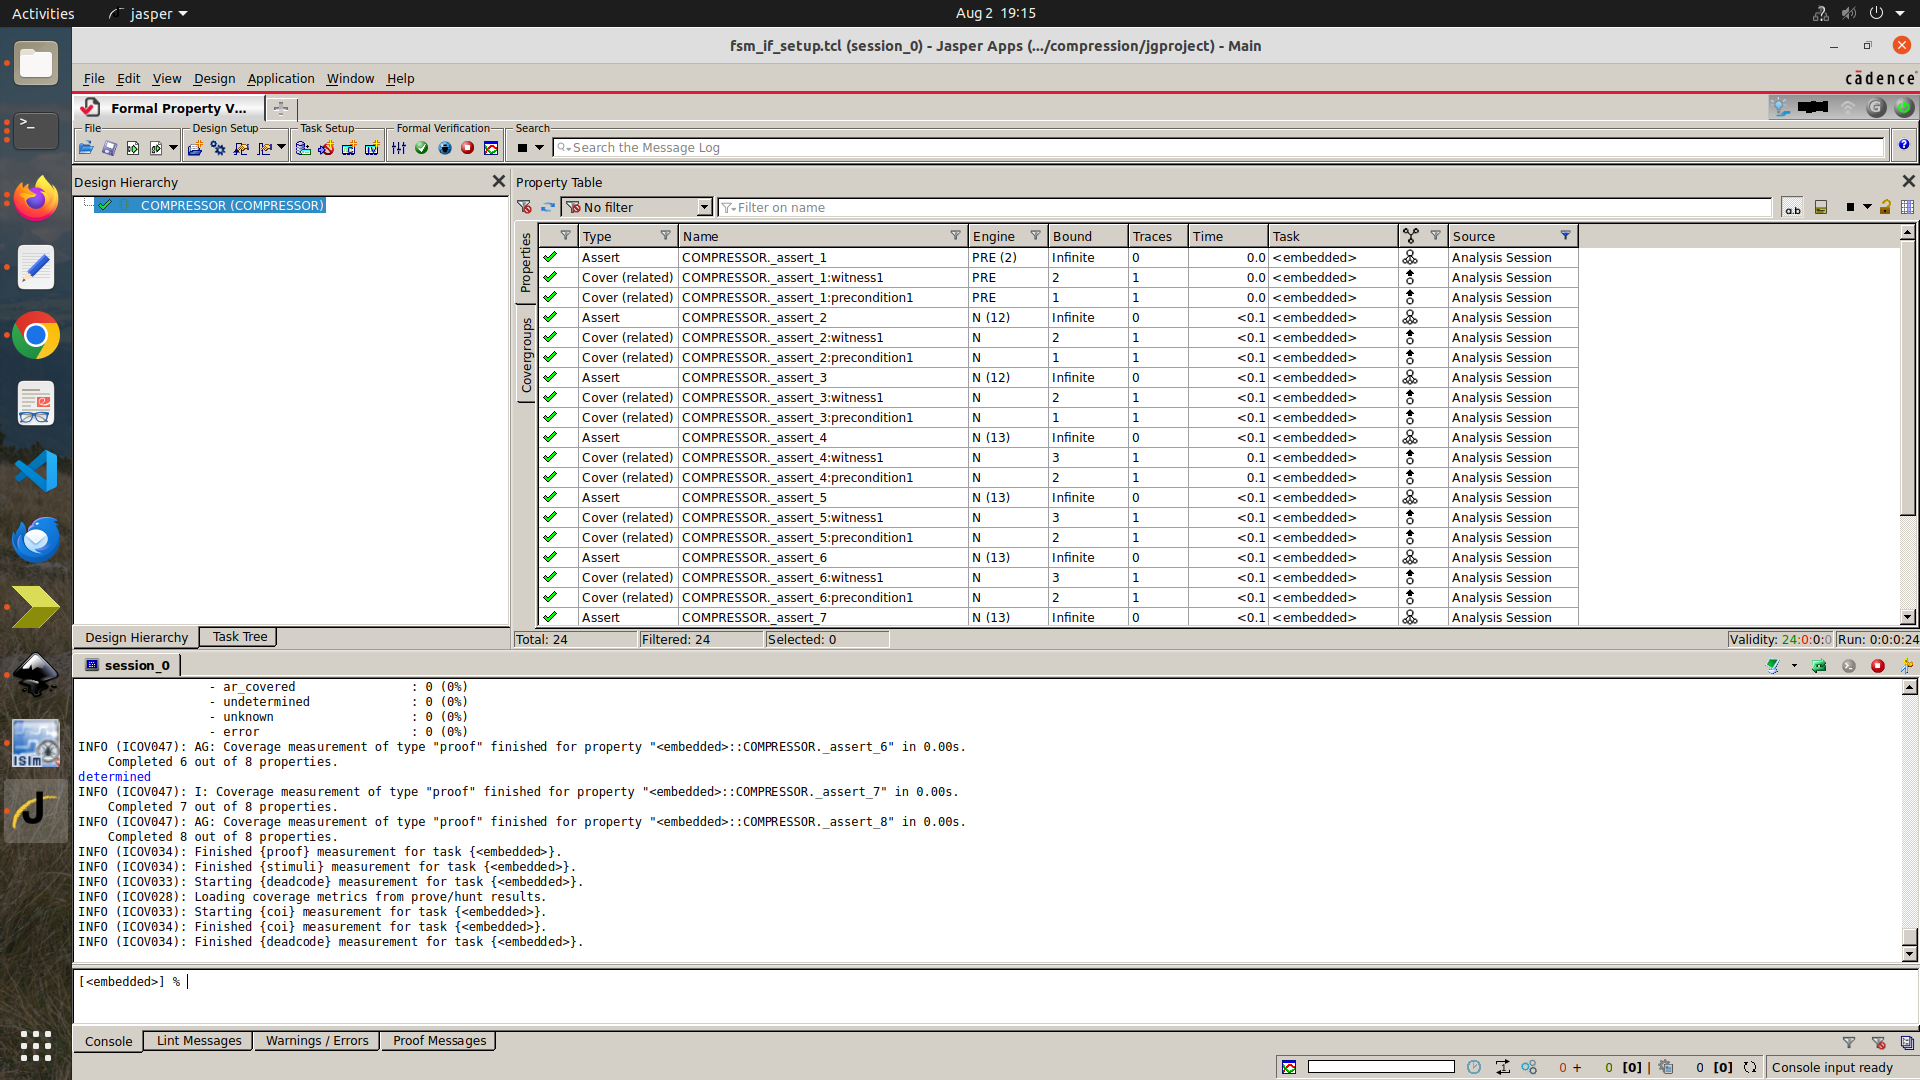 Activities
jasper
Aug 2 19:15
fsm_if_setup.tcl (session_0) - Jasper Apps (.../compression/jgproject) - Main
File Edit View Design Application Window Help
cādence
Formal Property V...
File Design Setup Task Setup Formal Verification Search
Search the Message Log
Design Hierarchy
COMPRESSOR (COMPRESSOR)
Design Hierarchy Task Tree
Property Table
No filter
Filter on name
Properties
Covergroups
Type Name Engine Bound Traces Time Task Source
Assert COMPRESSOR._assert_1 PRE (2) Infinite 0 0.0 <embedded> Analysis Session
Cover (related) COMPRESSOR._assert_1:witness1 PRE 2 1 0.0 <embedded> Analysis Session
Cover (related) COMPRESSOR._assert_1:precondition1 PRE 1 1 0.0 <embedded> Analysis Session
Assert COMPRESSOR._assert_2 N (12) Infinite 0 <0.1 <embedded> Analysis Session
Cover (related) COMPRESSOR._assert_2:witness1 N 2 1 <0.1 <embedded> Analysis Session
Cover (related) COMPRESSOR._assert_2:precondition1 N 1 1 <0.1 <embedded> Analysis Session
Assert COMPRESSOR._assert_3 N (12) Infinite 0 <0.1 <embedded> Analysis Session
Cover (related) COMPRESSOR._assert_3:witness1 N 2 1 <0.1 <embedded> Analysis Session
Cover (related) COMPRESSOR._assert_3:precondition1 N 1 1 <0.1 <embedded> Analysis Session
Assert COMPRESSOR._assert_4 N (13) Infinite 0 <0.1 <embedded> Analysis Session
Cover (related) COMPRESSOR._assert_4:witness1 N 3 1 0.1 <embedded> Analysis Session
Cover (related) COMPRESSOR._assert_4:precondition1 N 2 1 0.1 <embedded> Analysis Session
Assert COMPRESSOR._assert_5 N (13) Infinite 0 <0.1 <embedded> Analysis Session
Cover (related) COMPRESSOR._assert_5:witness1 N 3 1 <0.1 <embedded> Analysis Session
Cover (related) COMPRESSOR._assert_5:precondition1 N 2 1 <0.1 <embedded> Analysis Session
Assert COMPRESSOR._assert_6 N (13) Infinite 0 <0.1 <embedded> Analysis Session
Cover (related) COMPRESSOR._assert_6:witness1 N 3 1 <0.1 <embedded> Analysis Session
Cover (related) COMPRESSOR._assert_6:precondition1 N 2 1 <0.1 <embedded> Analysis Session
Assert COMPRESSOR._assert_7 N (13) Infinite 0 <0.1 <embedded> Analysis Session
Total: 24 Filtered: 24 Selected: 0 Validity: 24:0:0:0 Run: 0:0:0:24
session_0
- ar_covered : 0 (0%)
- undetermined : 0 (0%)
- unknown : 0 (0%)
- error : 0 (0%)
INFO (ICOV047): AG: Coverage measurement of type "proof" finished for property "<embedded>::COMPRESSOR._assert_6" in 0.00s.
Completed 6 out of 8 properties.
determined
INFO (ICOV047): I: Coverage measurement of type "proof" finished for property "<embedded>::COMPRESSOR._assert_7" in 0.00s.
Completed 7 out of 8 properties.
INFO (ICOV047): AG: Coverage measurement of type "proof" finished for property "<embedded>::COMPRESSOR._assert_8" in 0.00s.
Completed 8 out of 8 properties.
INFO (ICOV034): Finished {proof} measurement for task {<embedded>}.
INFO (ICOV034): Finished {stimuli} measurement for task {<embedded>}.
INFO (ICOV033): Starting {deadcode} measurement for task {<embedded>}.
INFO (ICOV028): Loading coverage metrics from prove/hunt results.
INFO (ICOV033): Starting {coi} measurement for task {<embedded>}.
INFO (ICOV034): Finished {coi} measurement for task {<embedded>}.
INFO (ICOV034): Finished {deadcode} measurement for task {<embedded>}.
[<embedded>] %
Console Lint Messages Warnings / Errors Proof Messages
0 + 0 [0] | 0 [0] Console input ready